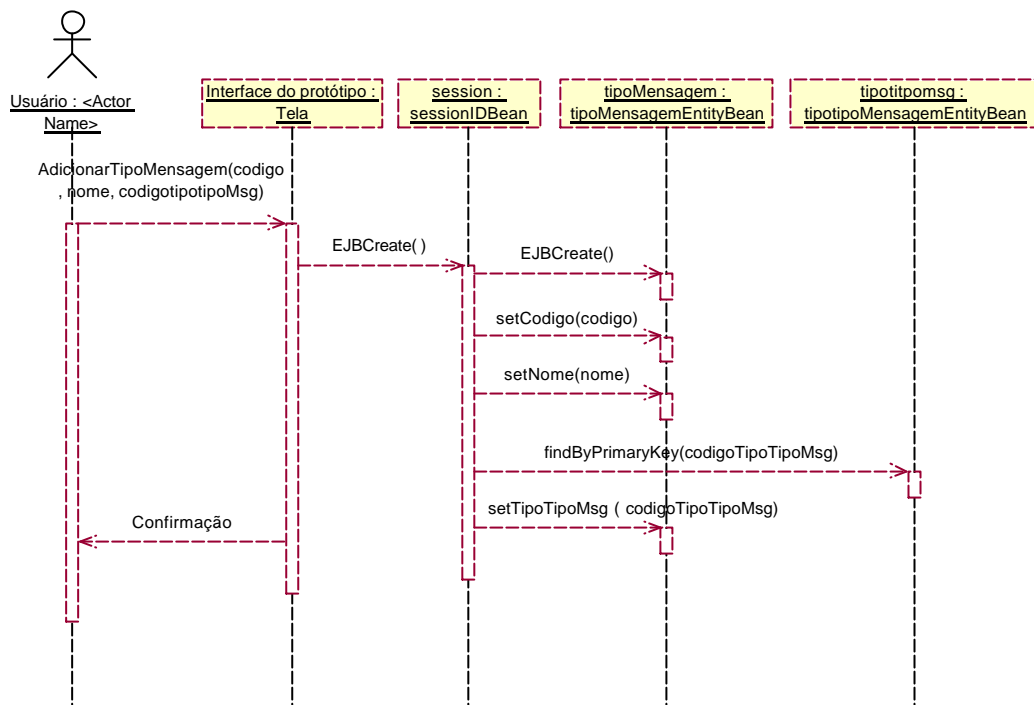 Usuário : <Actor
Name>
Interface do protótipo :
Tela
session :
sessionIDBean
tipoMensagem :
tipoMensagemEntityBean
tipotitpomsg :
tipotipoMensagemEntityBean
AdicionarTipoMensagem(codigo
, nome, codigotipotipoMsg)
EJBCreate( )
EJBCreate()
setCodigo(codigo)
setNome(nome)
findByPrimaryKey(codigoTipoTipoMsg)
setTipoTipoMsg ( codigoTipoTipoMsg)
Confirmação